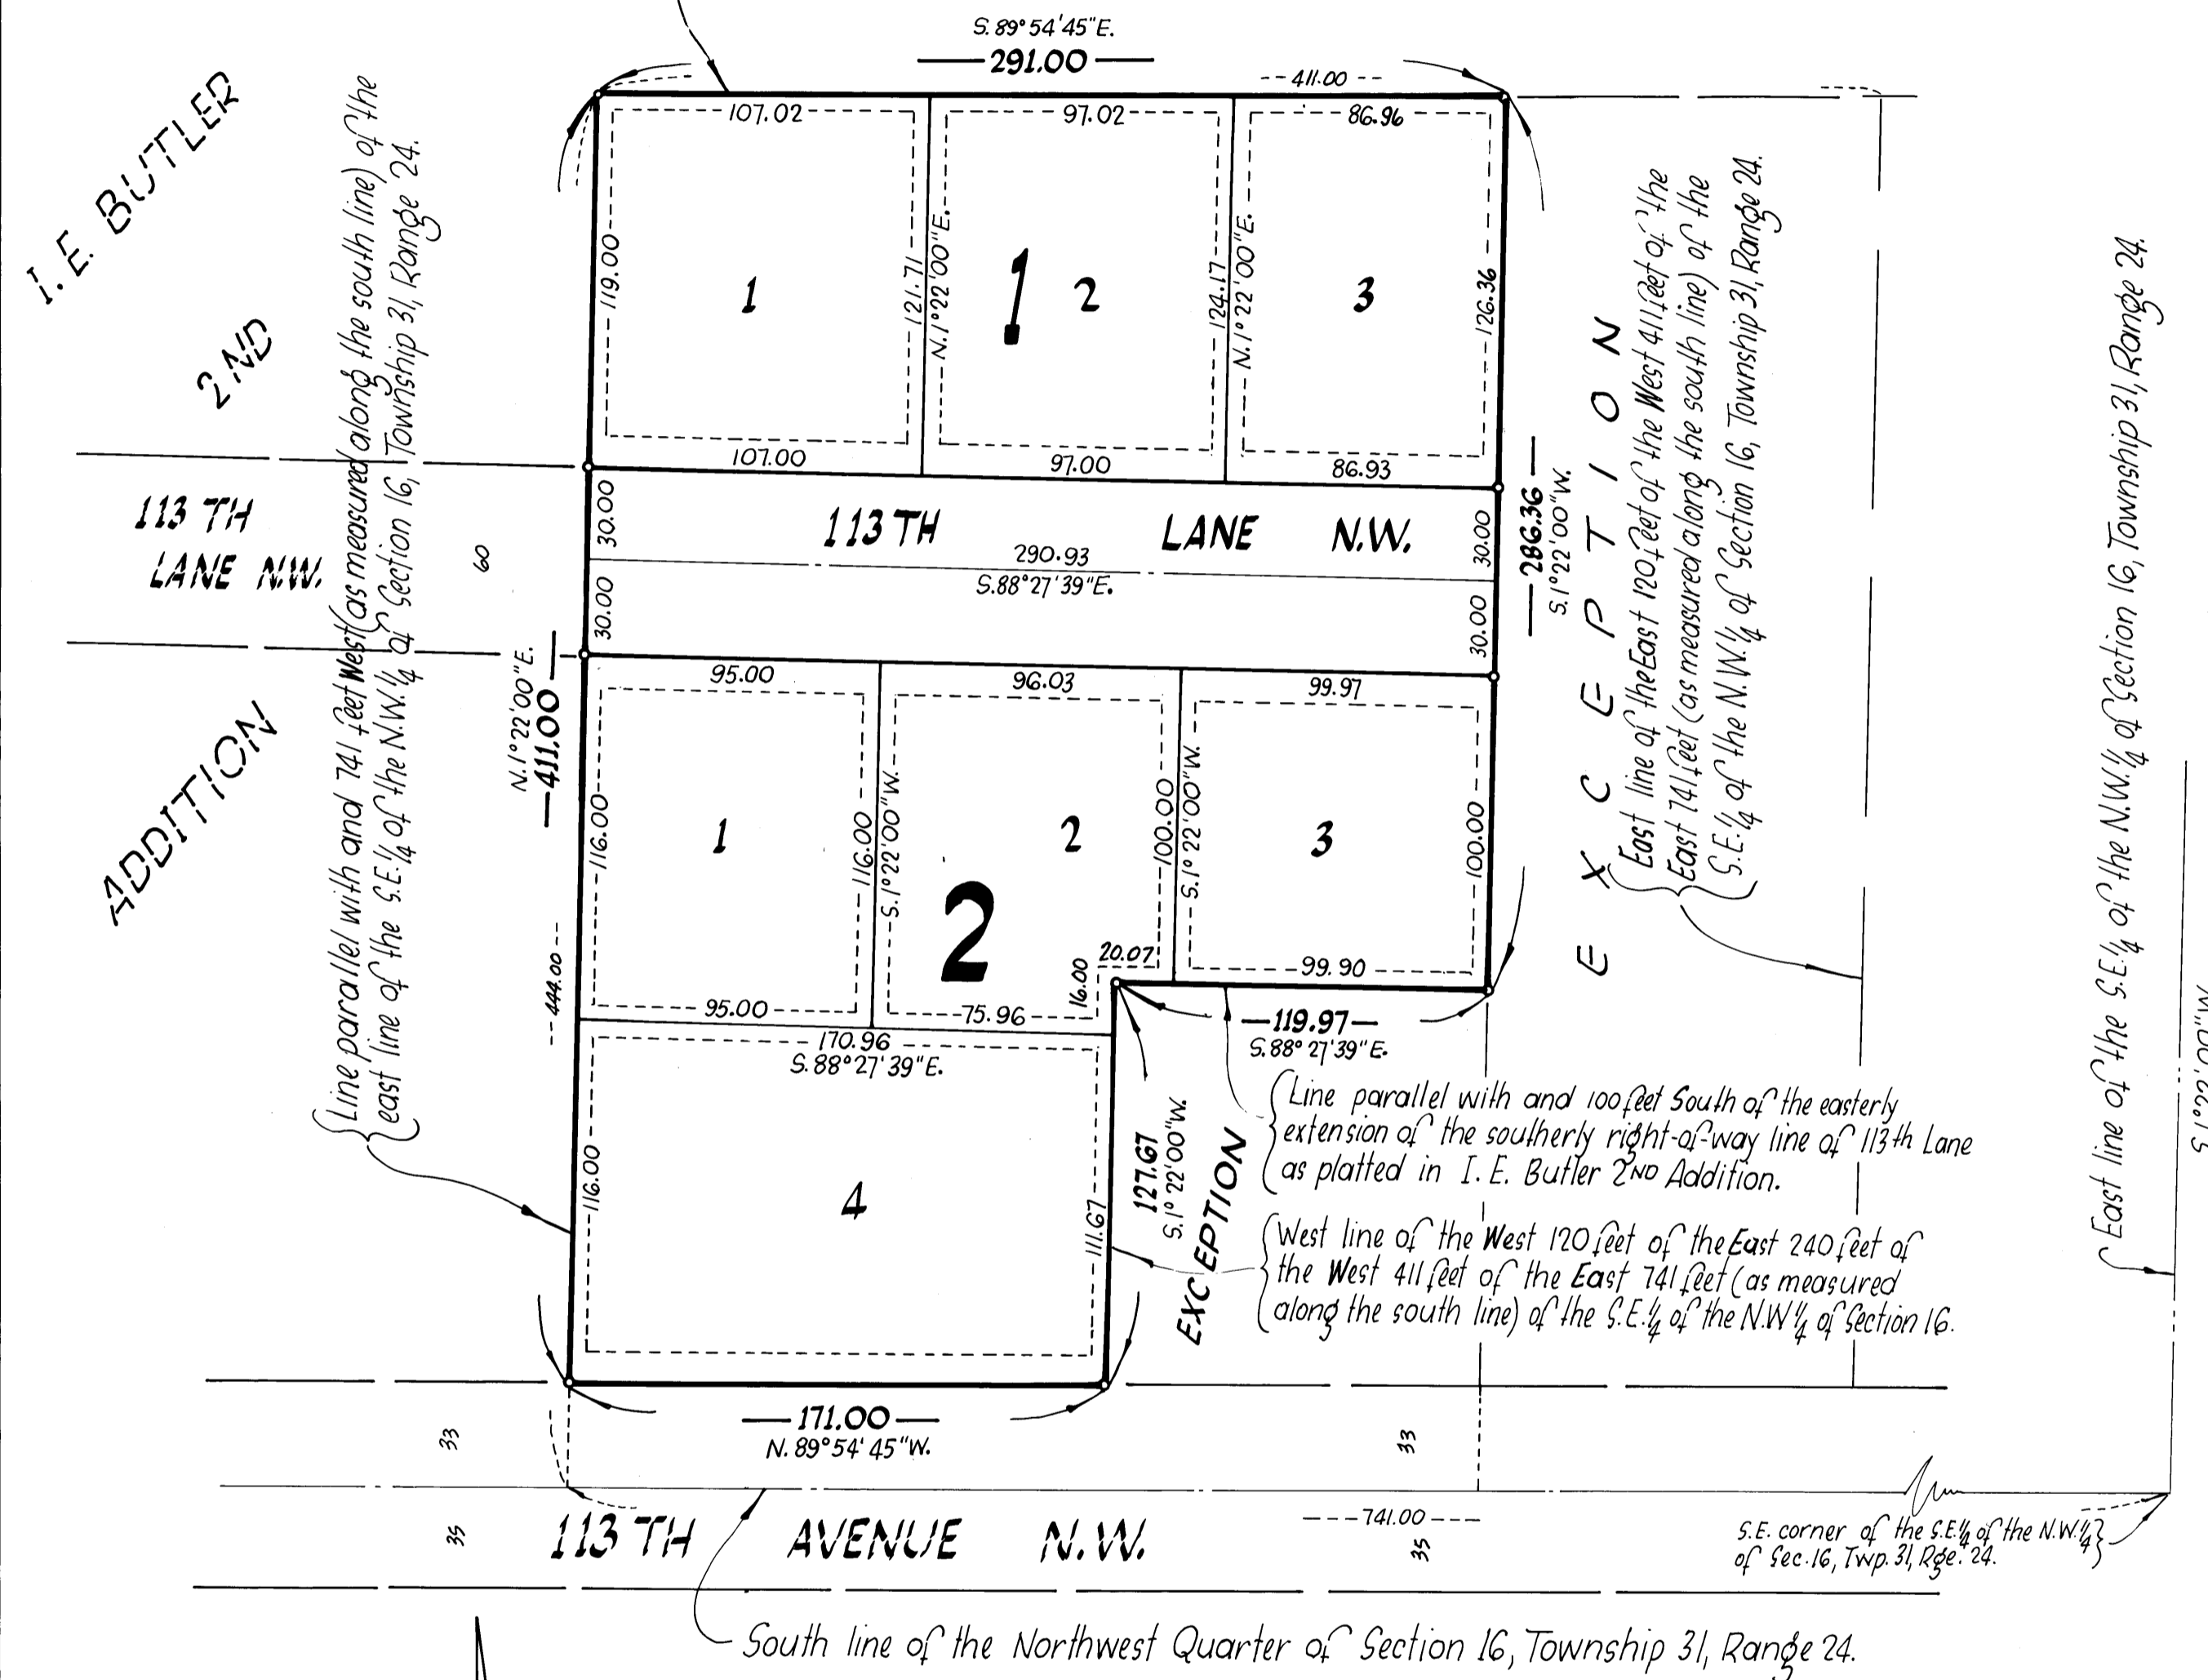 S. 89° 54' 45" E.
291.00
411.00
I. E. BUTLER
2 ND
ADDITION
107.02
97.02
86.96
119.00
121.71
N. 1° 22' 00" E.
124.17
N. 1° 22' 00" E.
126.36
1
1
2
3
107.00
97.00
86.93
113 TH
LANE N.W.
60
30.00
30.00
113 TH LANE N.W.
290.93
S. 88° 27' 39" E.
30.00
30.00
286.36
S. 1° 22' 00" W.
N. 1° 22' 00" E.
411.00
444.00
95.00
96.03
99.97
116.00
116.00
S. 1° 22' 00" W.
100.00
S. 1° 22' 00" W.
100.00
1
2
3
2
20.07
16.00
95.00
75.96
99.90
119.97
S. 88° 27' 39" E.
170.96
S. 88° 27' 39" E.
116.00
4
111.67
127.67
S. 1° 22' 00" W.
EXCEPTION
EXCEPTION
Line parallel with and 741 feet West (as measured along the south line) of the
east line of the S.E.¼ of the N.W.¼ of Section 16, Township 31, Range 24.
East line of the East 120 feet of the West 411 feet of the
East 741 feet (as measured along the south line) of the
S.E.¼ of the N.W.¼ of Section 16, Township 31, Range 24.
East line of the S.E.¼ of the N.W.¼ of Section 16, Township 31, Range 24.
Line parallel with and 100 feet South of the easterly
extension of the southerly right-of-way line of 113th Lane
as platted in I. E. Butler 2ND Addition.
West line of the West 120 feet of the East 240 feet of
the West 411 feet of the East 741 feet (as measured
along the south line) of the S.E.¼ of the N.W¼ of Section 16.
171.00
N. 89° 54' 45" W.
33
33
741.00
35
113 TH AVENUE N.W.
35
S.E. corner of the S.E.¼ of the N.W.¼
of Sec. 16, Twp. 31, Rge. 24.
South line of the Northwest Quarter of Section 16, Township 31, Range 24.